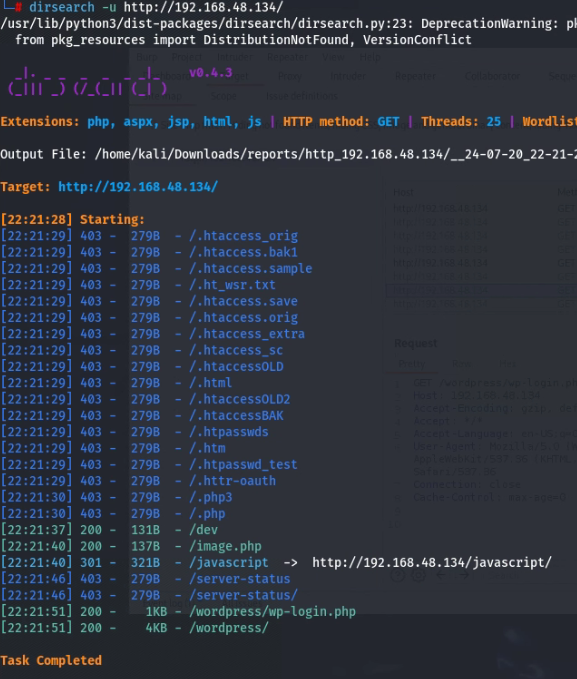 # dirsearch -u http://192.168.48.134/
/usr/lib/python3/dist-packages/dirsearch/dirsearch.py:23: DeprecationWarning: pk
from pkg_resources import DistributionNotFound, VersionConflict
v0.4.3
Extensions: php, aspx, jsp, html, js | HTTP method: GET | Threads: 25 | Wordlist
Output File: /home/kali/Downloads/reports/http_192.168.48.134/__24-07-20_22-21-2
Target: http://192.168.48.134/
[22:21:28] Starting:
[22:21:29] 403 - 279B - /.htaccess_orig
[22:21:29] 403 - 279B - /.htaccess.bak1
[22:21:29] 403 - 279B - /.htaccess.sample
[22:21:29] 403 - 279B - /.ht_wsr.txt
[22:21:29] 403 - 279B - /.htaccess.save
[22:21:29] 403 - 279B - /.htaccess.orig
[22:21:29] 403 - 279B - /.htaccess_extra
[22:21:29] 403 - 279B - /.htaccess_sc
[22:21:29] 403 - 279B - /.htaccessOLD
[22:21:29] 403 - 279B - /.html
[22:21:29] 403 - 279B - /.htaccessOLD2
[22:21:29] 403 - 279B - /.htaccessBAK
[22:21:29] 403 - 279B - /.htpasswds
[22:21:29] 403 - 279B - /.htm
[22:21:29] 403 - 279B - /.htpasswd_test
[22:21:29] 403 - 279B - /.httr-oauth
[22:21:30] 403 - 279B - /.php3
[22:21:30] 403 - 279B - /.php
[22:21:37] 200 - 131B - /dev
[22:21:40] 200 - 137B - /image.php
[22:21:40] 301 - 321B - /javascript -> http://192.168.48.134/javascript/
[22:21:46] 403 - 279B - /server-status
[22:21:46] 403 - 279B - /server-status/
[22:21:51] 200 - 1KB - /wordpress/wp-login.php
[22:21:51] 200 - 4KB - /wordpress/
Task Completed